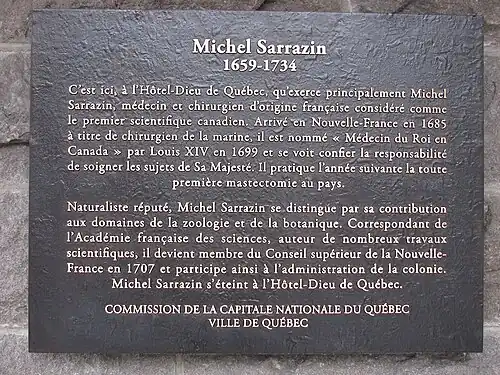 Michel Sarrazin
1659-1734
C'est ici, à l'Hôtel-Dieu de Québec, qu'exerce principalement Michel
Sarrazin, médecin et chirurgien d'origine française considéré comme
le premier scientifique canadien. Arrivé en Nouvelle-France en 1685
à titre de chirurgien de la marine, il est nommé « Médecin du Roi en
Canada » par Louis XIV en 1699 et se voit confier la responsabilité
de soigner les sujets de Sa Majesté. Il pratique l'année suivante la toute
première mastectomie au pays.
Naturaliste réputé, Michel Sarrazin se distingue par sa contribution
aux domaines de la zoologie et de la botanique. Correspondant de
l'Académie française des sciences, auteur de nombreux travaux
scientifiques, il devient membre du Conseil supérieur de la Nouvelle-
France en 1707 et participe ainsi à l'administration de la colonie.
Michel Sarrazin s'éteint à l'Hôtel-Dieu de Québec.
COMMISSION DE LA CAPITALE NATIONALE DU QUÉBEC
VILLE DE QUÉBEC